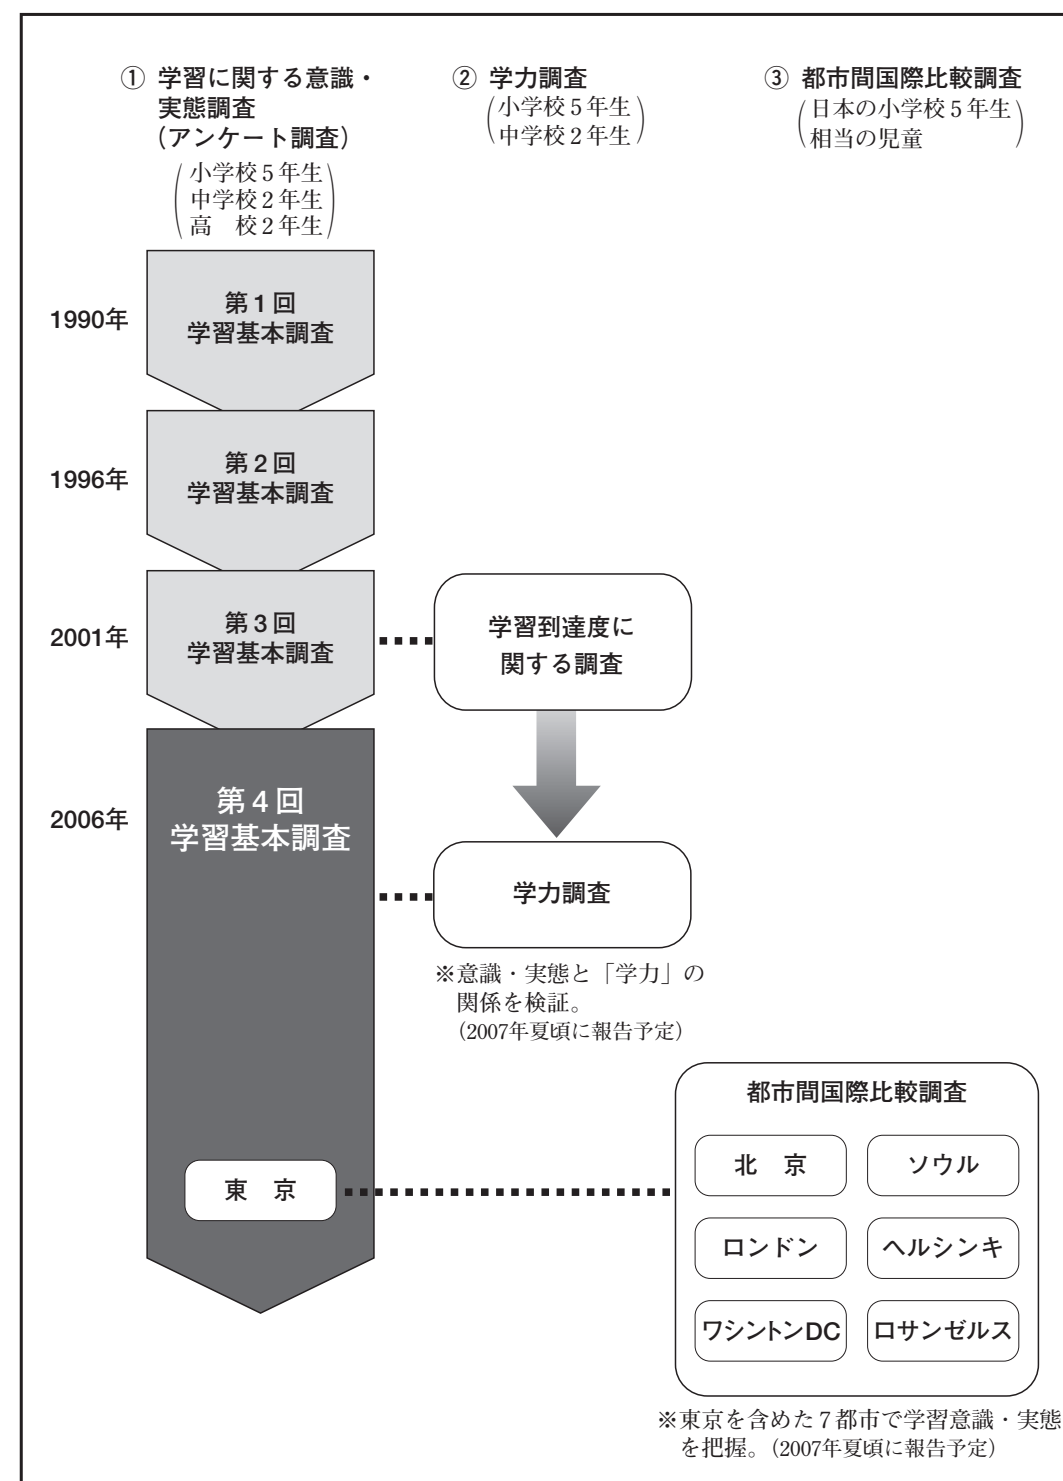 ① 学習に関する意識・
実態調査
（アンケート調査）
（小学校５年生
中学校２年生
高　校２年生）
② 学力調査
（小学校５年生
中学校２年生）
③ 都市間国際比較調査
（日本の小学校５年生
相当の児童）
1990年
第１回
学習基本調査
1996年
第２回
学習基本調査
2001年
第３回
学習基本調査
学習到達度に
関する調査
2006年
第４回
学習基本調査
学力調査
※意識・実態と「学力」の
関係を検証。
（2007年夏頃に報告予定）
都市間国際比較調査
北　京
ソウル
東　京
ロンドン
ヘルシンキ
ワシントンDC
ロサンゼルス
※東京を含めた７都市で学習意識・実態
を把握。（2007年夏頃に報告予定）